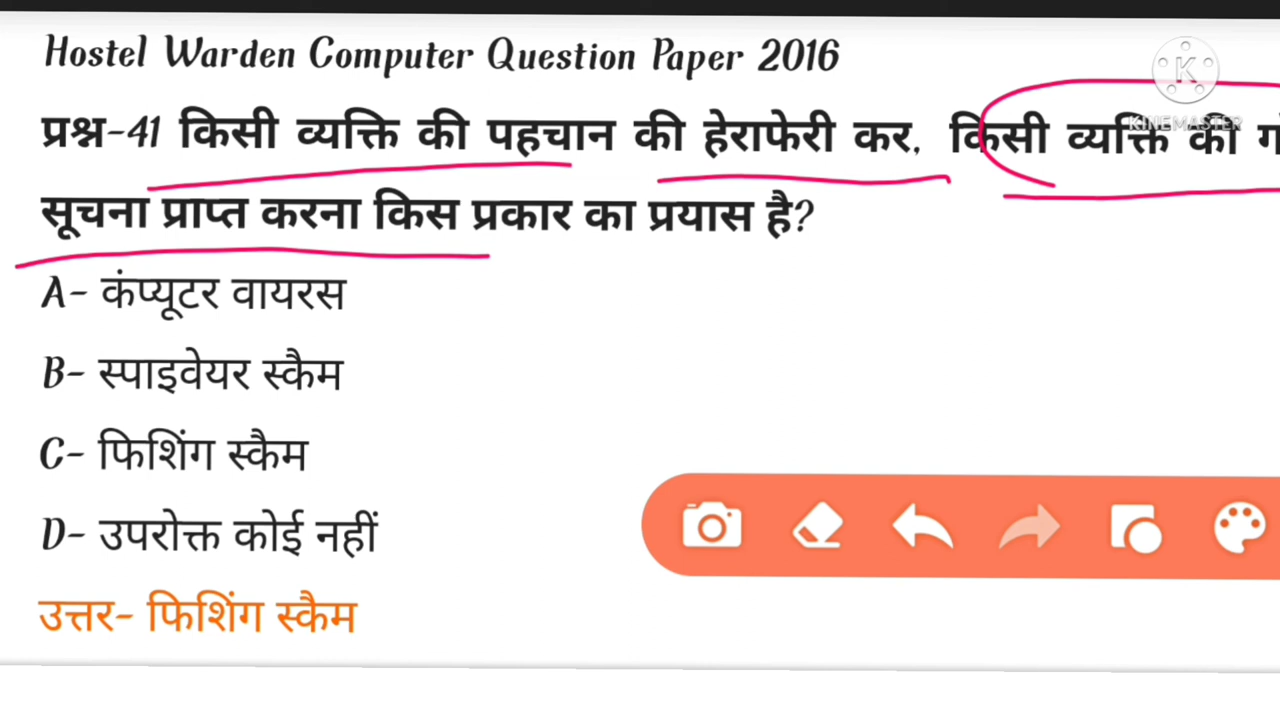 Hostel Warden Computer Question Paper 2016
प्रश्न-41 किसी व्यक्ति की पहचान की हेराफेरी कर, किसी व्यक्ति की
सूचना प्राप्त करना किस प्रकार का प्रयास है?
A- कंप्यूटर वायरस
B- स्पाइवेयर स्कैम
C- फिशिंग स्कैम
D- उपरोक्त कोई नहीं
उत्तर- फिशिंग स्कैम
K
KINEMASTER